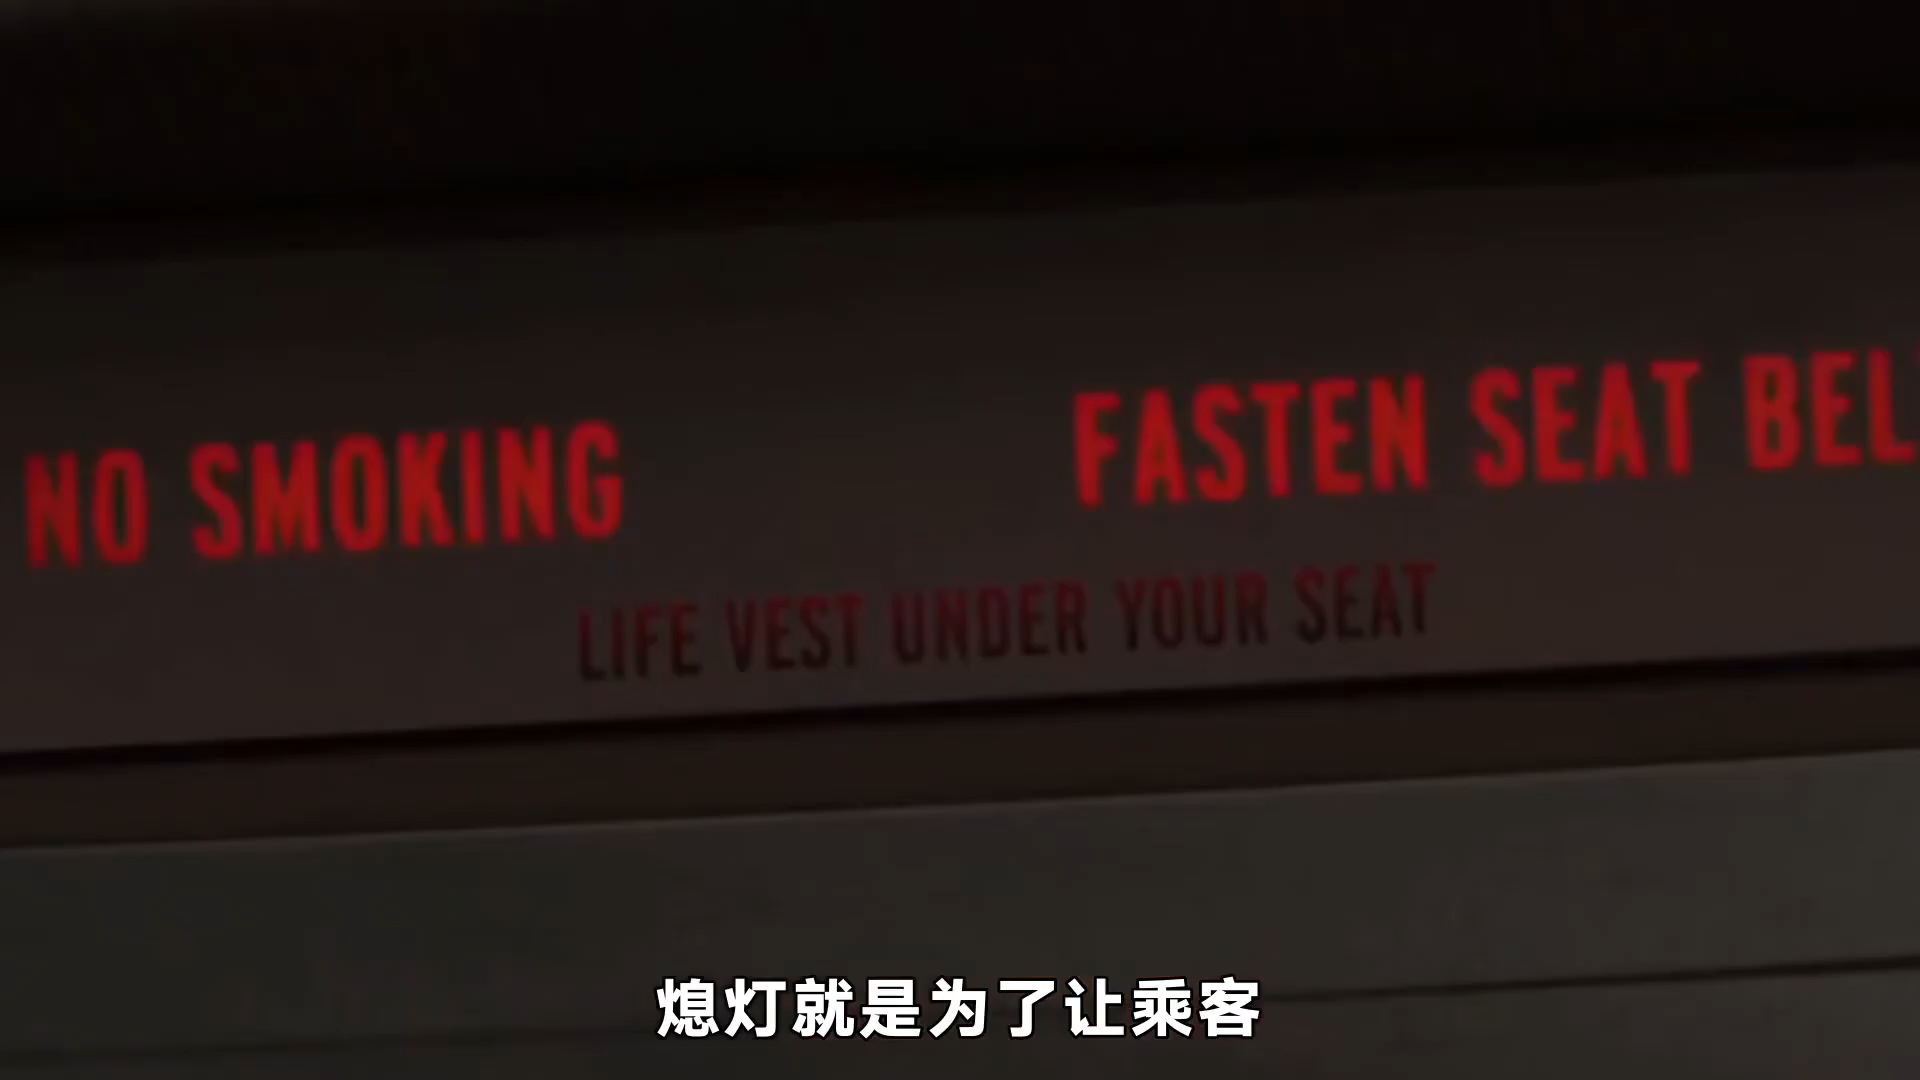 NO SMOKING
FASTEN SEAT BEL
LIFE VEST UNDER YOUR SEAT
熄灯就是为了让乘客